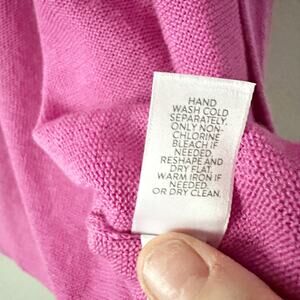 HAND
WASH COLD
SEPARATELY.
ONLY NON-
CHLORINE
BLEACH IF
NEEDED.
RESHAPE AND
DRY FLAT.
WARM IRON IF
NEEDED.
OR DRY CLEAN.